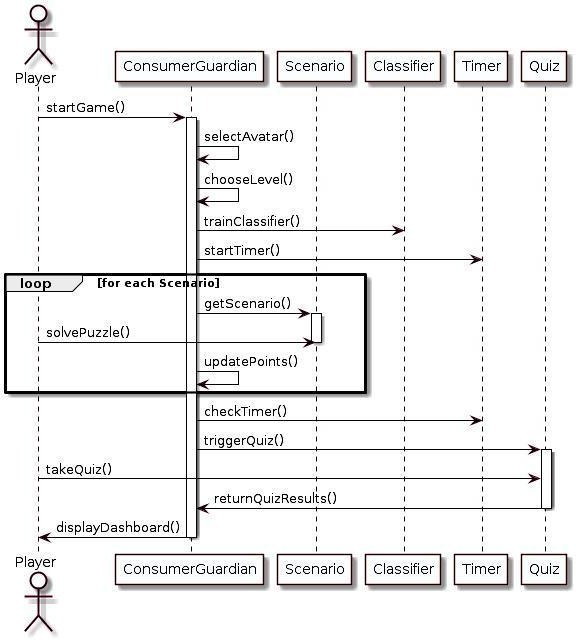 Player
ConsumerGuardian
Scenario
Classifier
Timer
Quiz
startGame()
selectAvatar()
chooseLevel()
trainClassifier()
startTimer()
loop
[for each Scenario]
getScenario()
solvePuzzle()
updatePoints()
checkTimer()
triggerQuiz()
takeQuiz()
returnQuizResults()
displayDashboard()
Player
ConsumerGuardian
Scenario
Classifier
Timer
Quiz